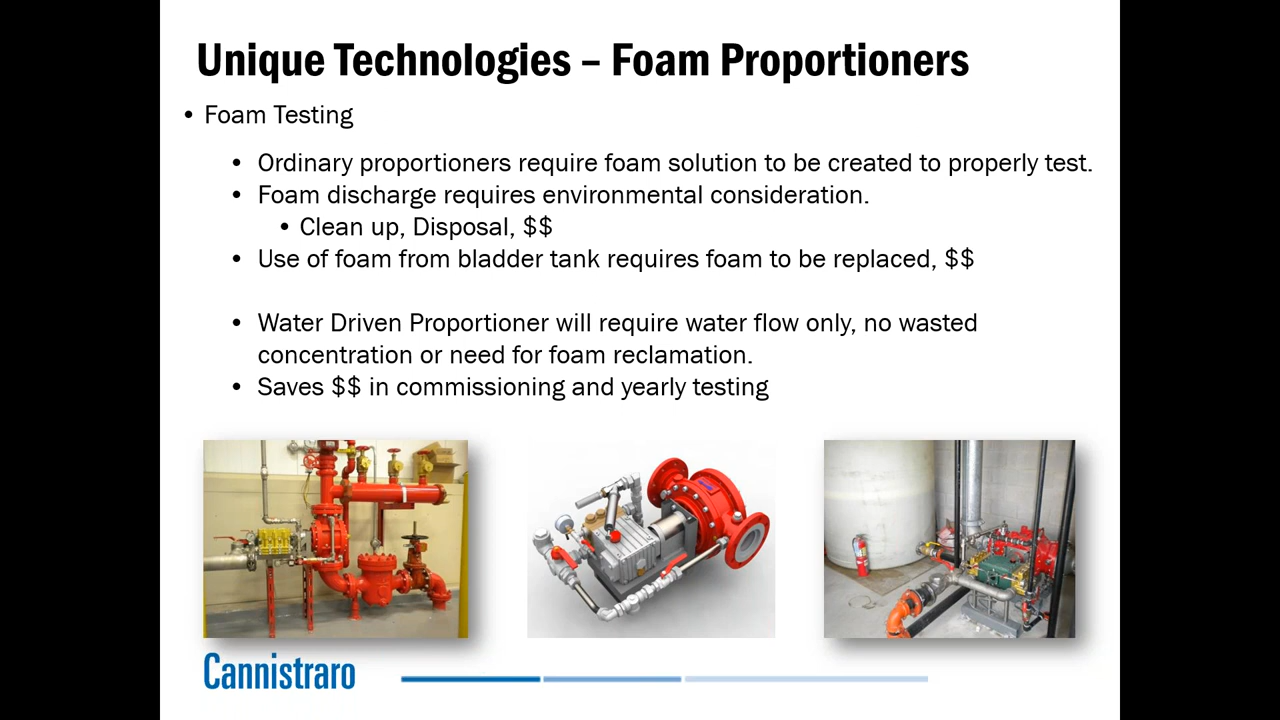 Unique Technologies – Foam Proportioners
• Foam Testing
• Ordinary proportioners require foam solution to be created to properly test.
• Foam discharge requires environmental consideration.
• Clean up, Disposal, $$
• Use of foam from bladder tank requires foam to be replaced, $$
• Water Driven Proportioner will require water flow only, no wasted
concentration or need for foam reclamation.
• Saves $$ in commissioning and yearly testing
Cannistraro